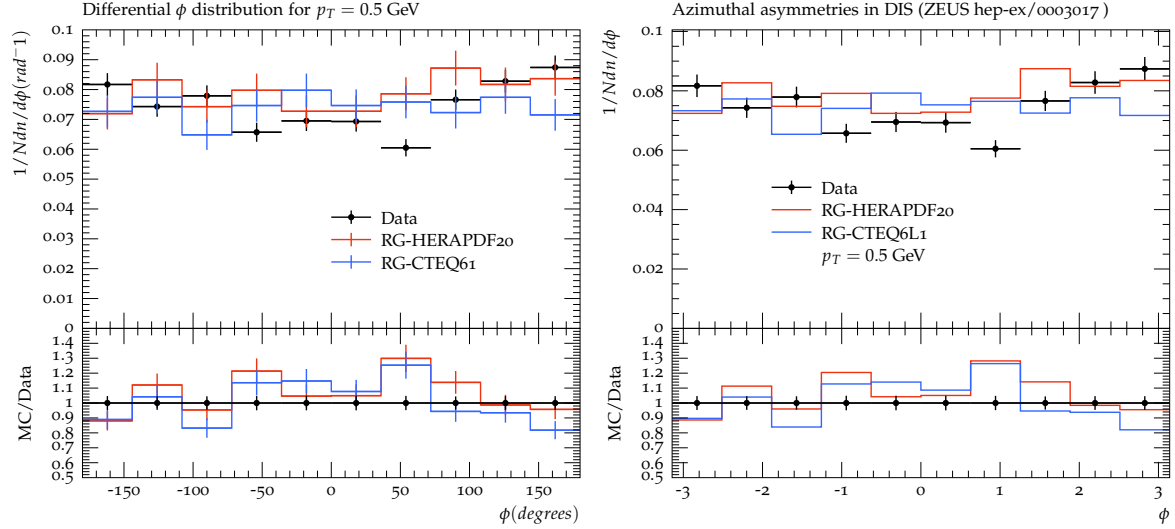 Differential ϕ distribution for p_T = 0.5 GeV
1/Ndn/dϕ(rad−1)
0.1
0.09
0.08
0.07
0.06
0.05
0.04
0.03
0.02
0.01
0
Data
RG-HERAPDF20
RG-CTEQ61
MC/Data
1.4
1.3
1.2
1.1
1
0.9
0.8
0.7
0.6
0.5
-150 -100 -50 0 50 100 150
ϕ(degrees)
Azimuthal asymmetries in DIS (ZEUS hep-ex/0003017 )
1/Ndn/dϕ
0.1
0.08
0.06
0.04
0.02
0
Data
RG-HERAPDF20
RG-CTEQ6L1
p_T = 0.5 GeV
MC/Data
1.4
1.3
1.2
1.1
1
0.9
0.8
0.7
0.6
0.5
-3 -2 -1 0 1 2 3
ϕ